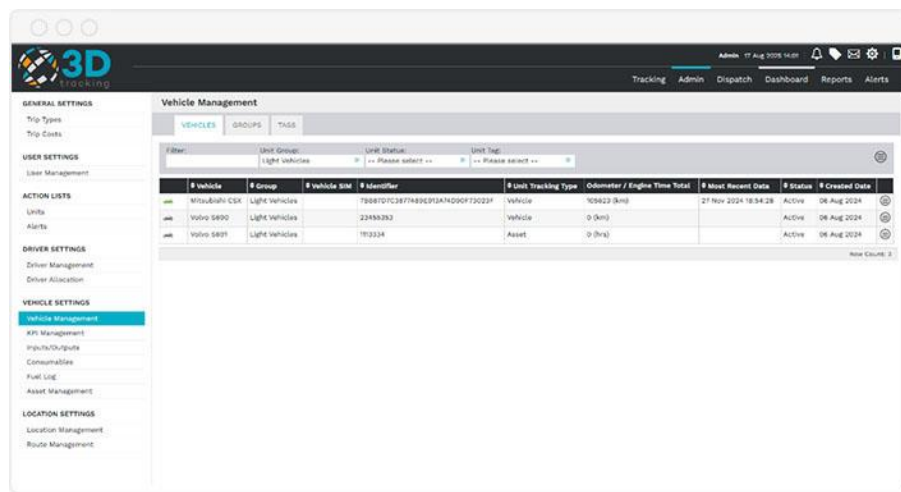 3D
tracking
Admin 17 Aug 2025 14:01
Tracking Admin Dispatch Dashboard Reports Alerts
GENERAL SETTINGS
Trip Types
Trip Costs
USER SETTINGS
User Management
ACTION LISTS
Units
Alerts
DRIVER SETTINGS
Driver Management
Driver Allocation
VEHICLE SETTINGS
Vehicle Management
KPI Management
Inputs/Outputs
Consumables
Fuel Log
Asset Management
LOCATION SETTINGS
Location Management
Route Management
Vehicle Management
VEHICLES GROUPS TAGS
Filter: Unit Group: Unit Status: Unit Tag:
Light Vehicles -- Please select -- -- Please select --
Vehicle Group Vehicle SIM Identifier Unit Tracking Type Odometer / Engine Time Total Most Recent Data Status Created Date
Mitsubishi CSX Light Vehicles Vehicle 105623 (km) 27 Nov 2024 18:54:28 Active 06 Aug 2024
Volvo S690 Light Vehicles 23455353 Vehicle 0 (km) Active 06 Aug 2024
Volvo S891 Light Vehicles 1113334 Asset 0 (hrs) Active 06 Aug 2024
Row Count: 3